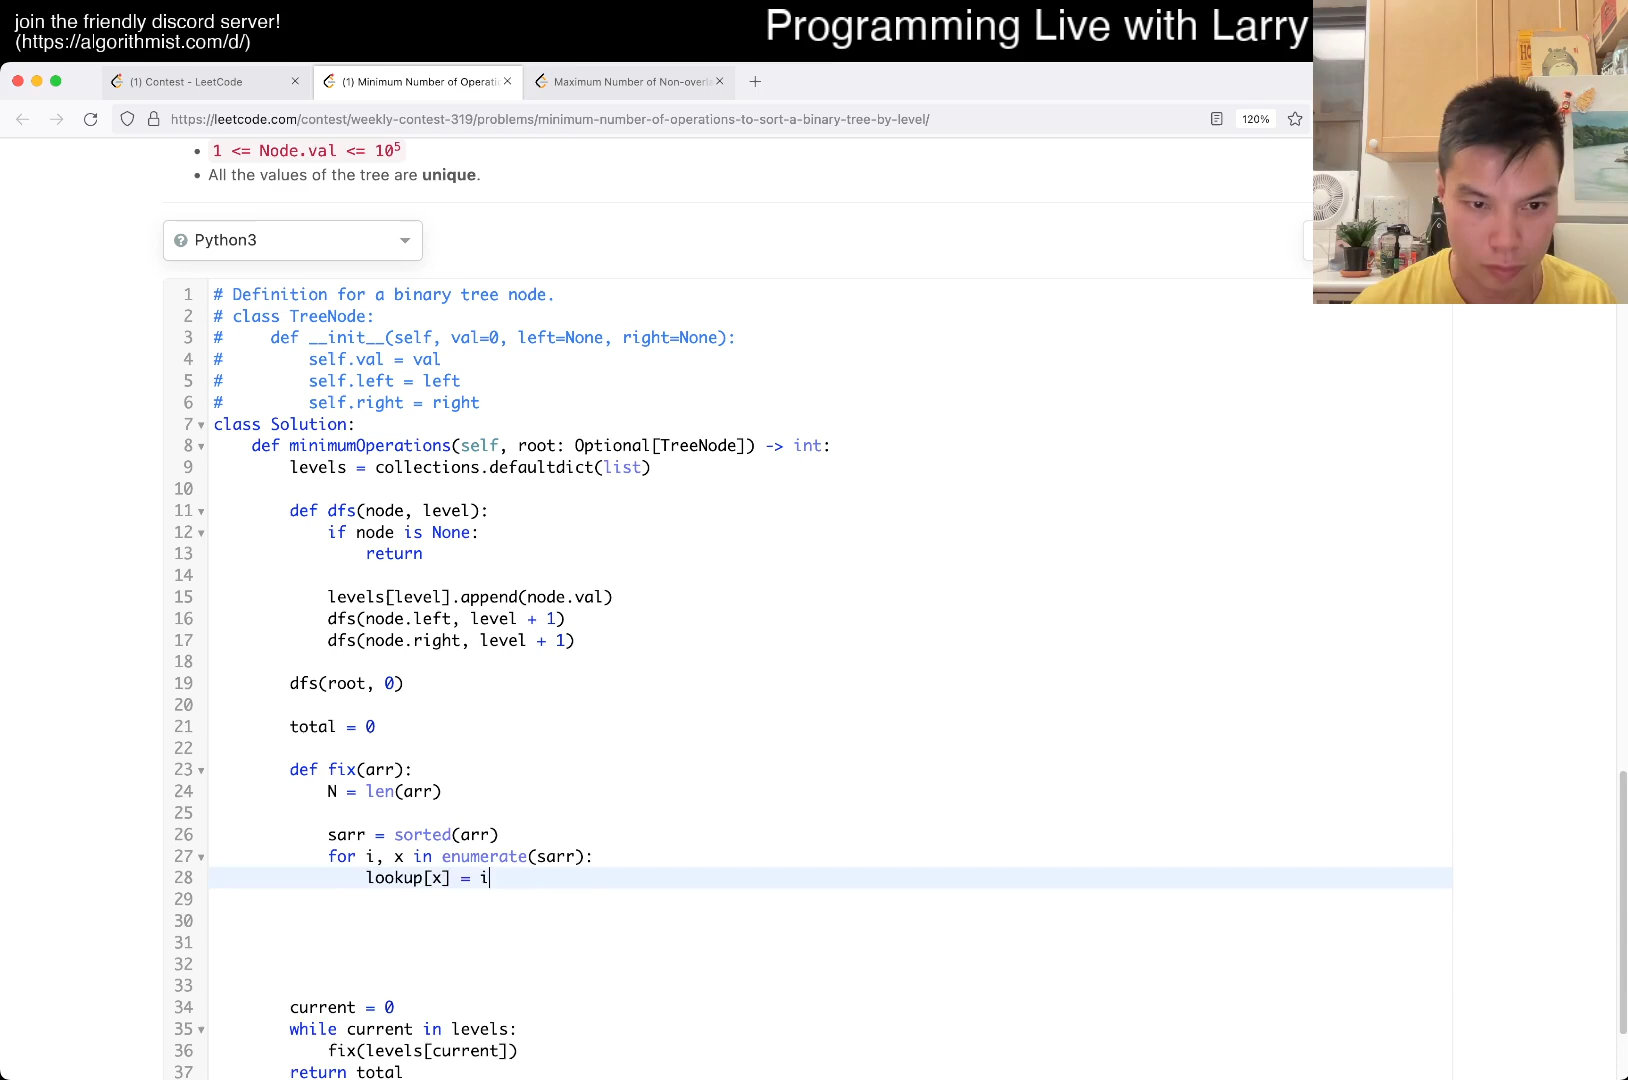 join the friendly discord server!
(https://algorithmist.com/d/)
Programming Live with Larry
(1) Contest - LeetCode
(1) Minimum Number of Operati
Maximum Number of Non-overla
https://leetcode.com/contest/weekly-contest-319/problems/minimum-number-of-operations-to-sort-a-binary-tree-by-level/
120%
• 1 <= Node.val <= 10⁵
• All the values of the tree are unique.
Python3
1 # Definition for a binary tree node.
2 # class TreeNode:
3 #     def __init__(self, val=0, left=None, right=None):
4 #         self.val = val
5 #         self.left = left
6 #         self.right = right
7 class Solution:
8     def minimumOperations(self, root: Optional[TreeNode]) -> int:
9         levels = collections.defaultdict(list)
10
11         def dfs(node, level):
12             if node is None:
13                 return
14
15             levels[level].append(node.val)
16             dfs(node.left, level + 1)
17             dfs(node.right, level + 1)
18
19         dfs(root, 0)
20
21         total = 0
22
23         def fix(arr):
24             N = len(arr)
25
26             sarr = sorted(arr)
27             for i, x in enumerate(sarr):
28                 lookup[x] = i
29
30
31
32
33
34         current = 0
35         while current in levels:
36             fix(levels[current])
37         return total